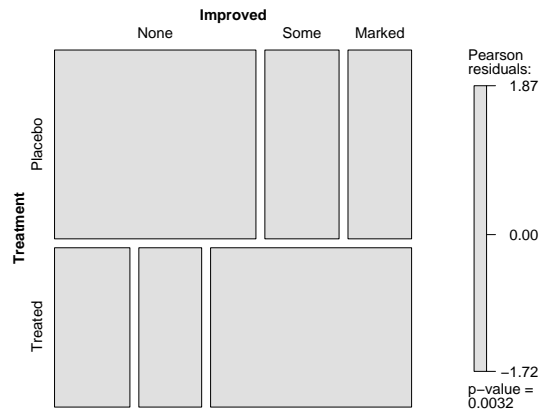 Improved
None Some Marked
Treatment
Placebo
Treated
Pearson
residuals:
1.87
0.00
−1.72
p−value =
0.0032